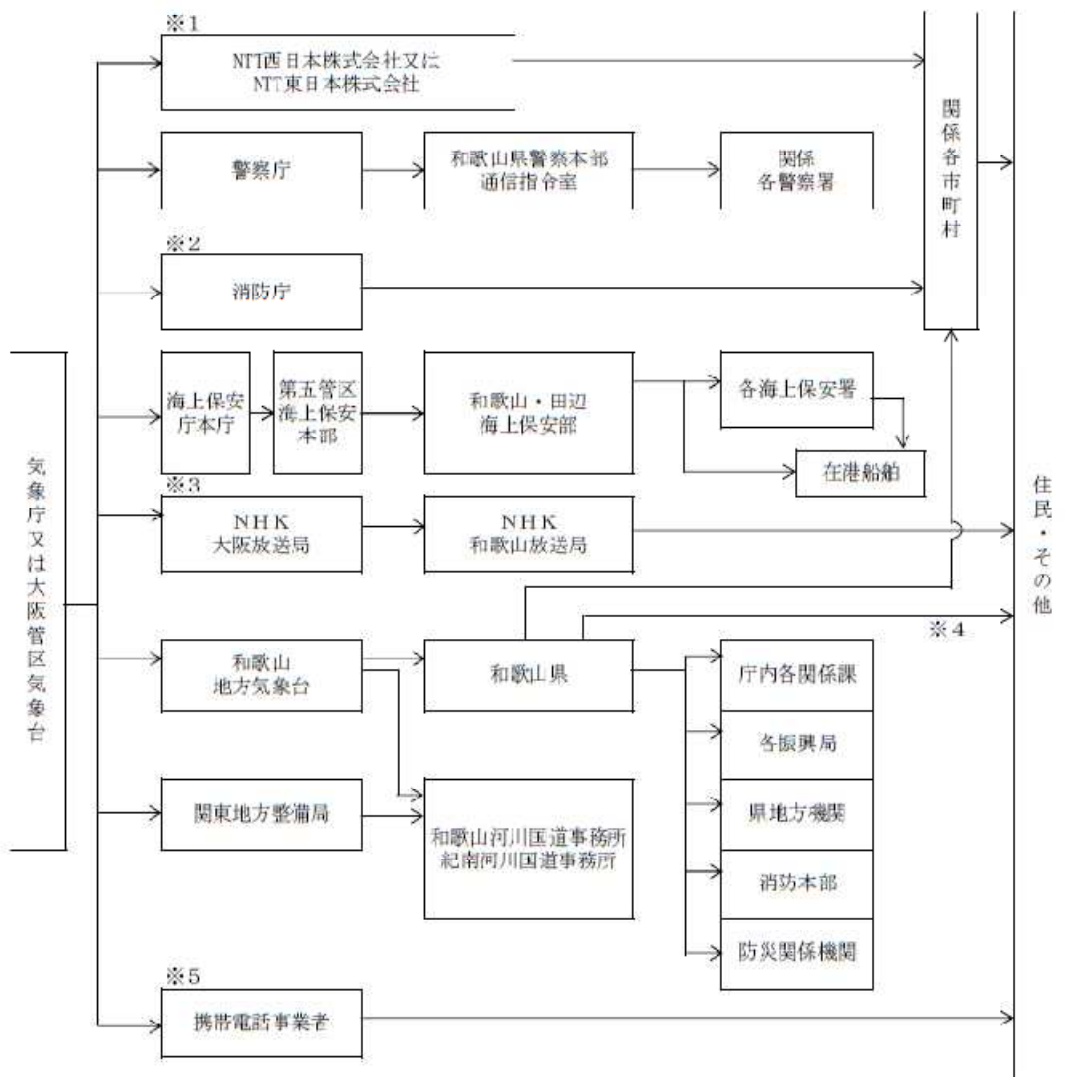 ※1
NTT西日本株式会社又は
NTT東日本株式会社
関係各市町村
警察庁
和歌山県警察本部
通信指令室
関係
各警察署
※2
消防庁
気象庁又は大阪管区気象台
海上保安
庁本庁
第五管区
海上保安
本部
和歌山・田辺
海上保安部
各海上保安署
在港船舶
住民・その他
※3
NHK
大阪放送局
NHK
和歌山放送局
※4
和歌山
地方気象台
和歌山県
庁内各関係課
各振興局
県地方機関
消防本部
防災関係機関
関東地方整備局
和歌山河川国道事務所
紀南河川国道事務所
※5
携帯電話事業者